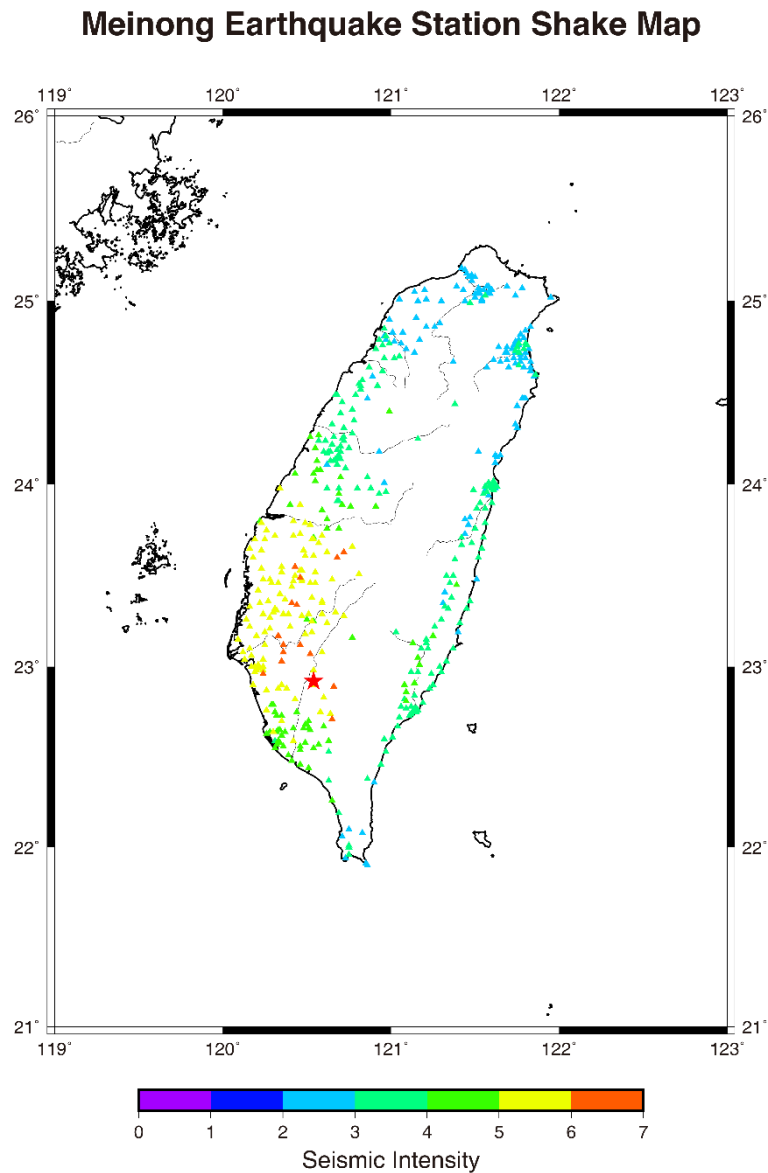 Meinong Earthquake Station Shake Map
119˚ 120˚ 121˚ 122˚ 123˚
26˚ 26˚
25˚ 25˚
24˚ 24˚
23˚ 23˚
22˚ 22˚
21˚ 21˚
119˚ 120˚ 121˚ 122˚ 123˚
0 1 2 3 4 5 6 7
Seismic Intensity